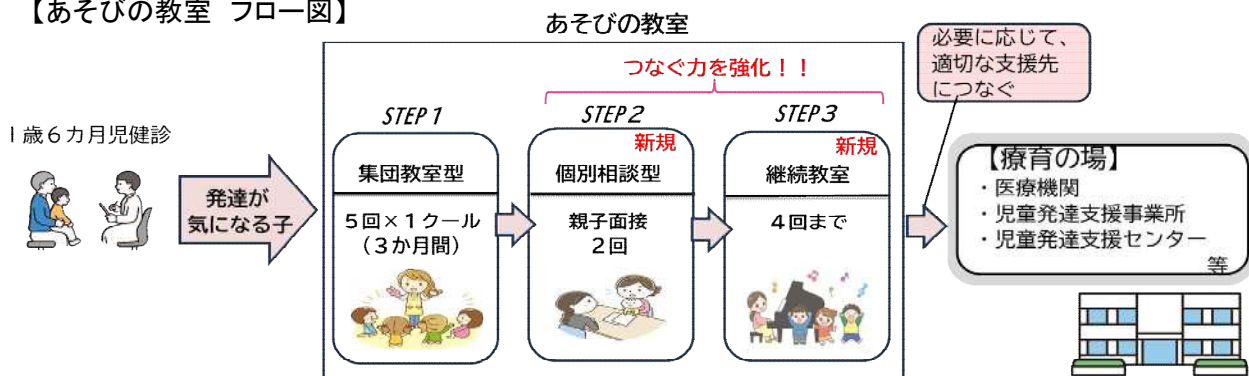 【あそびの教室 フロー図】
あそびの教室
つなぐ力を強化！！
必要に応じて、
適切な支援先
につなぐ
1歳6カ月児健診
発達が
気になる子
STEP1
集団教室型
5回×1クール
（3か月間）
STEP2
新規
個別相談型
親子面接
2回
STEP3
新規
継続教室
4回まで
【療育の場】
・医療機関
・児童発達支援事業所
・児童発達支援センター
等